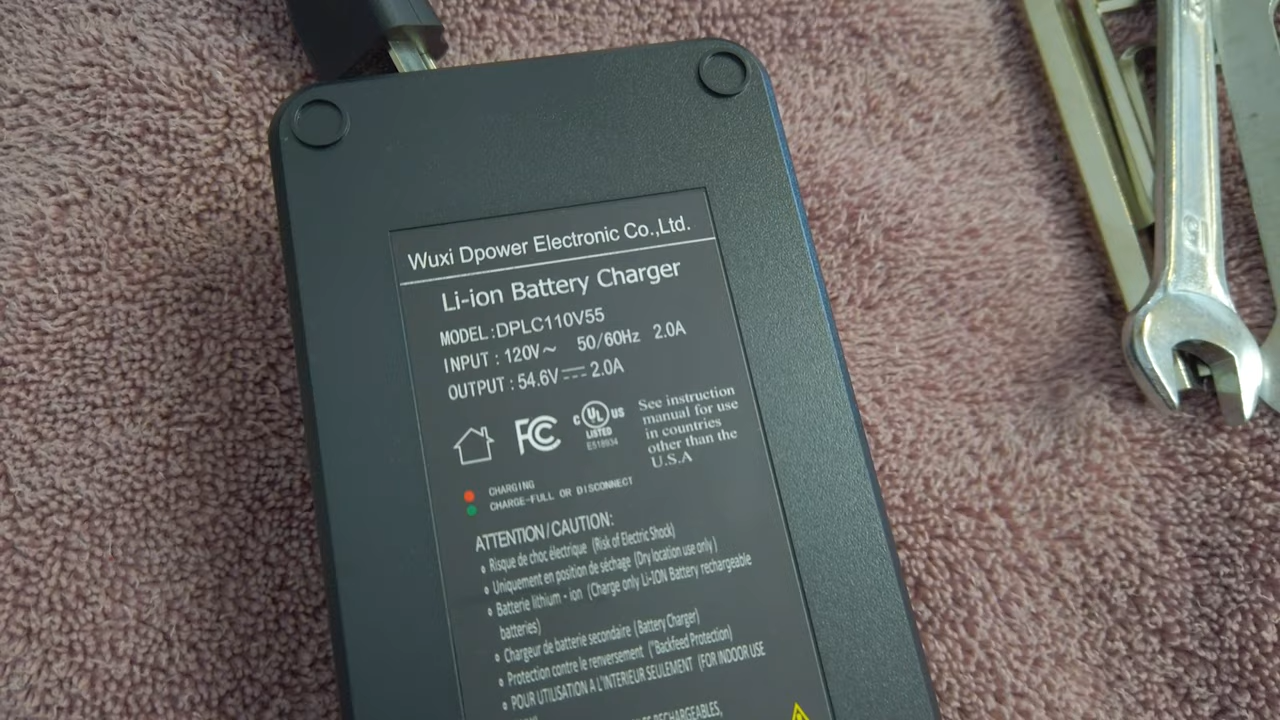 Wuxi Dpower Electronic Co.,Ltd.
Li-ion Battery Charger
MODEL:DPLC110V55
INPUT : 120V～ 50/60Hz 2.0A
OUTPUT : 54.6V⎓2.0A
FC
C UL US
LISTED
E518934
See instruction
manual for use
in countries
other than the
U.S.A
CHARGING
CHARGE-FULL OR DISCONNECT
ATTENTION/CAUTION:
• Risque de choc électrique (Risk of Electric Shock)
• Uniquement en position de séchage (Dry location use only)
• Batterie lithium - ion (Charge only Li-ION Battery rechargeable
batteries)
• Chargeur de batterie secondaire (Battery Charger)
• Protection contre le renversement ("Backfeed Protection)
• POUR UTILISATION A L'INTERIEUR SEULEMENT (FOR INDOOR USE
RECHARGEABLES,